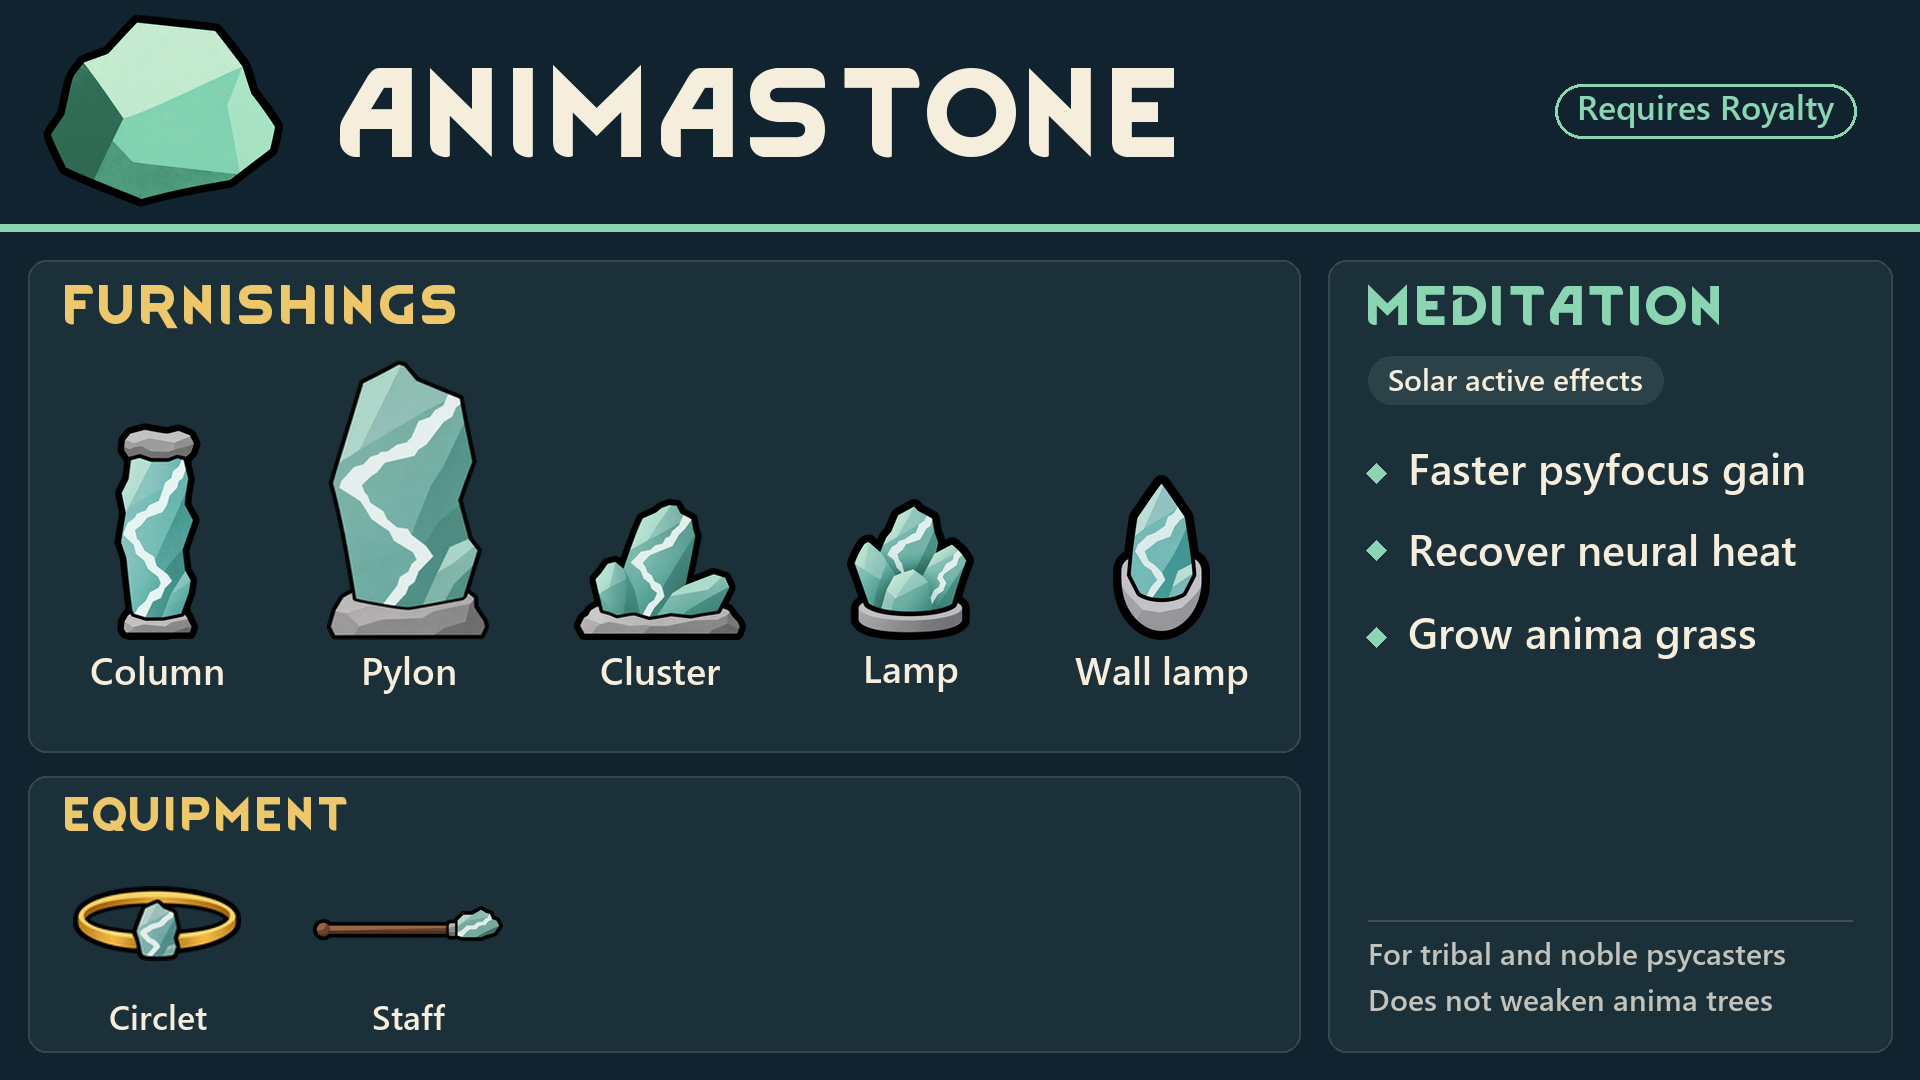 ANIMASTONE
Requires Royalty
FURNISHINGS
Column
Pylon
Cluster
Lamp
Wall lamp
EQUIPMENT
Circlet
Staff
MEDITATION
Solar active effects
Faster psyfocus gain
Recover neural heat
Grow anima grass
For tribal and noble psycasters
Does not weaken anima trees